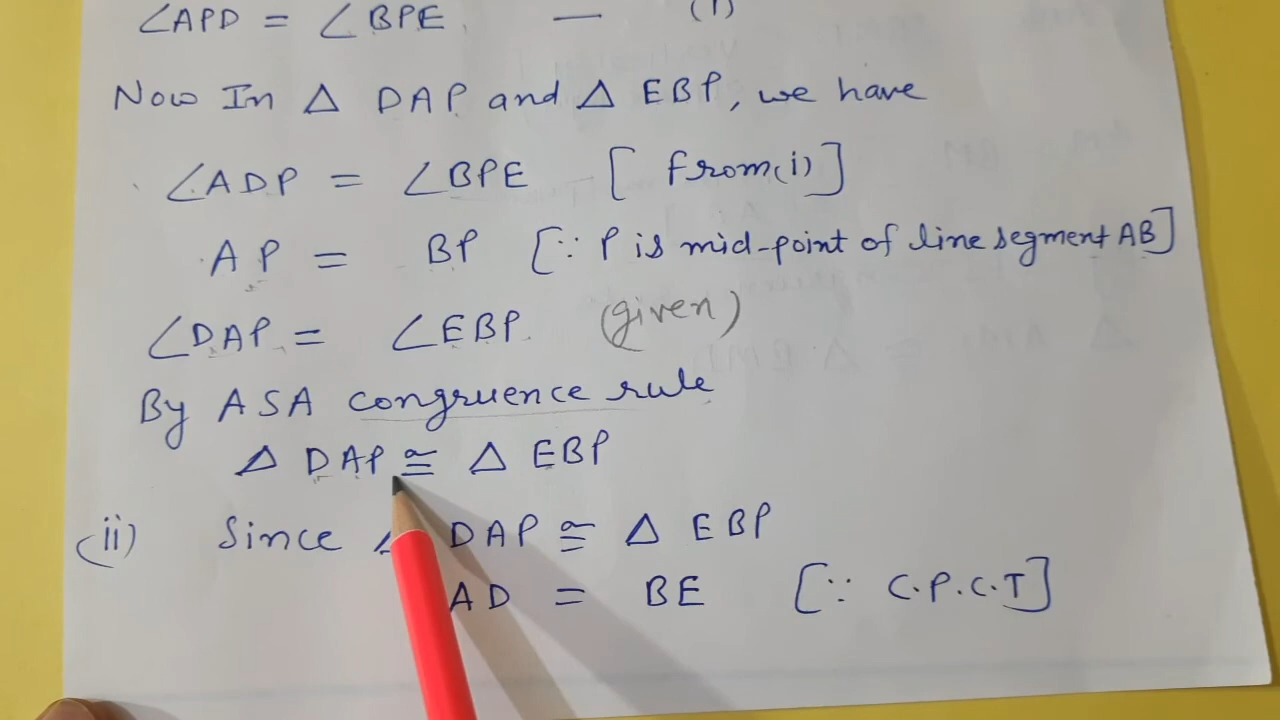 ∠APD = ∠BPE. — (1)
Now In △ DAP and △ EBP, we have
∠ADP = ∠BPE [from(i)]
AP = BP [∵ P is mid-point of line segment AB]
∠DAP = ∠EBP. (given)
By ASA congruence rule
△ DAP ≅ △ EBP
(ii) Since △ DAP ≅ △ EBP
AD = BE [∵ C.P.C.T]